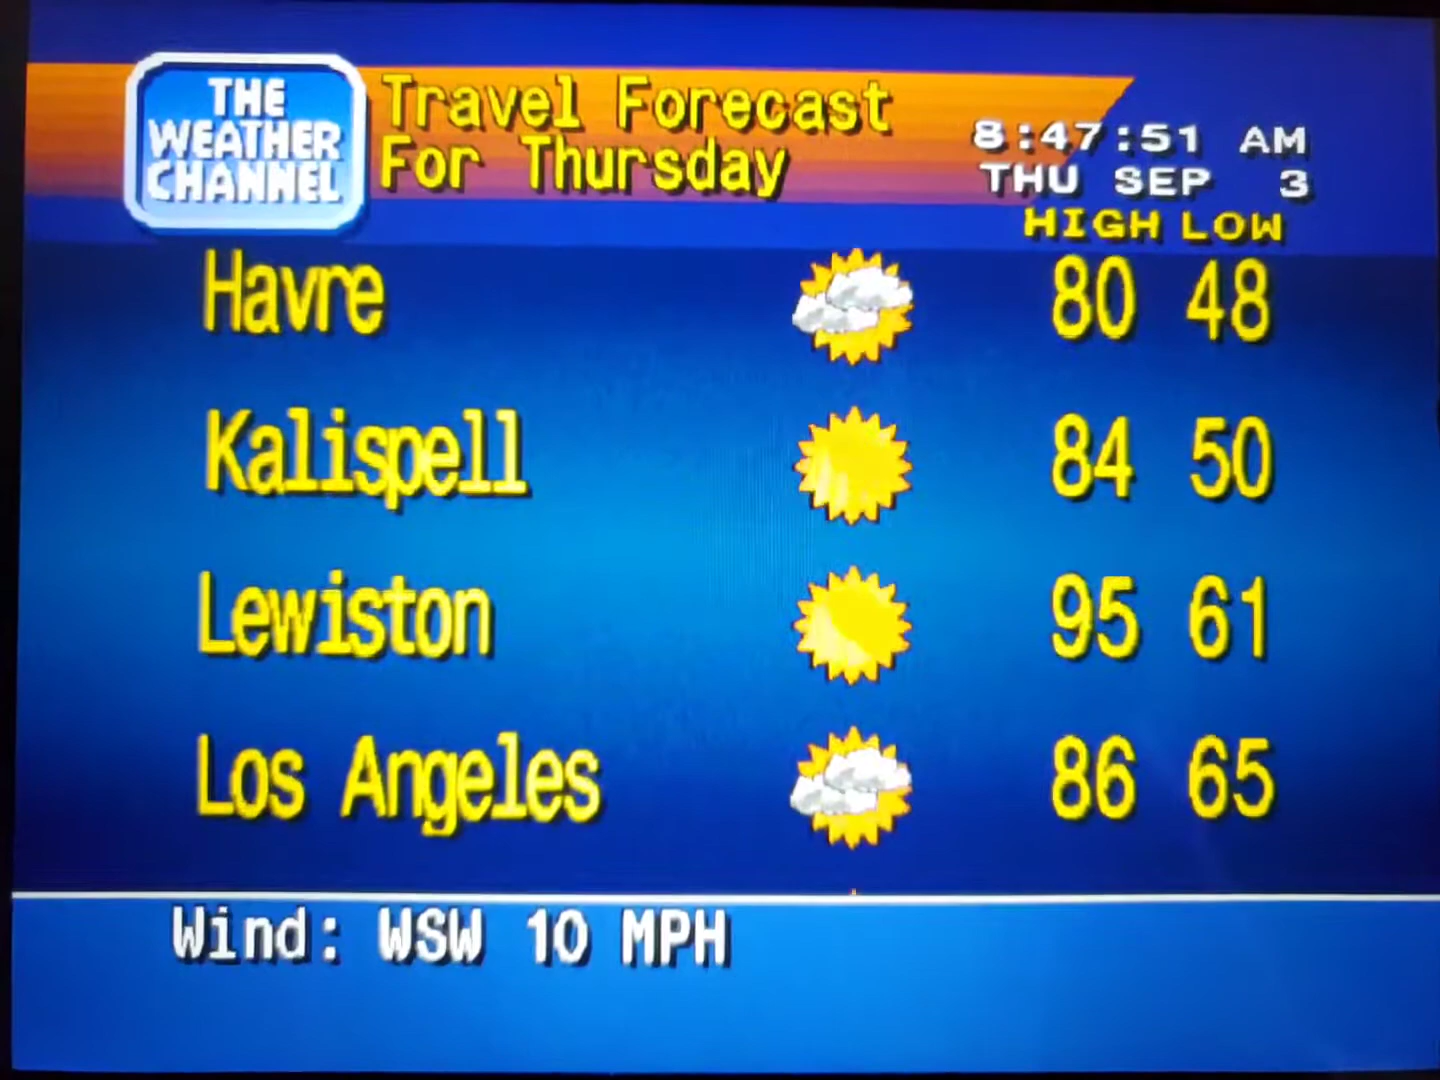 THE
WEATHER
CHANNEL
Travel Forecast
For Thursday
8:47:51 AM
THU SEP 3
HIGH LOW
Havre 80 48
Kalispell 84 50
Lewiston 95 61
Los Angeles 86 65
Wind: WSW 10 MPH